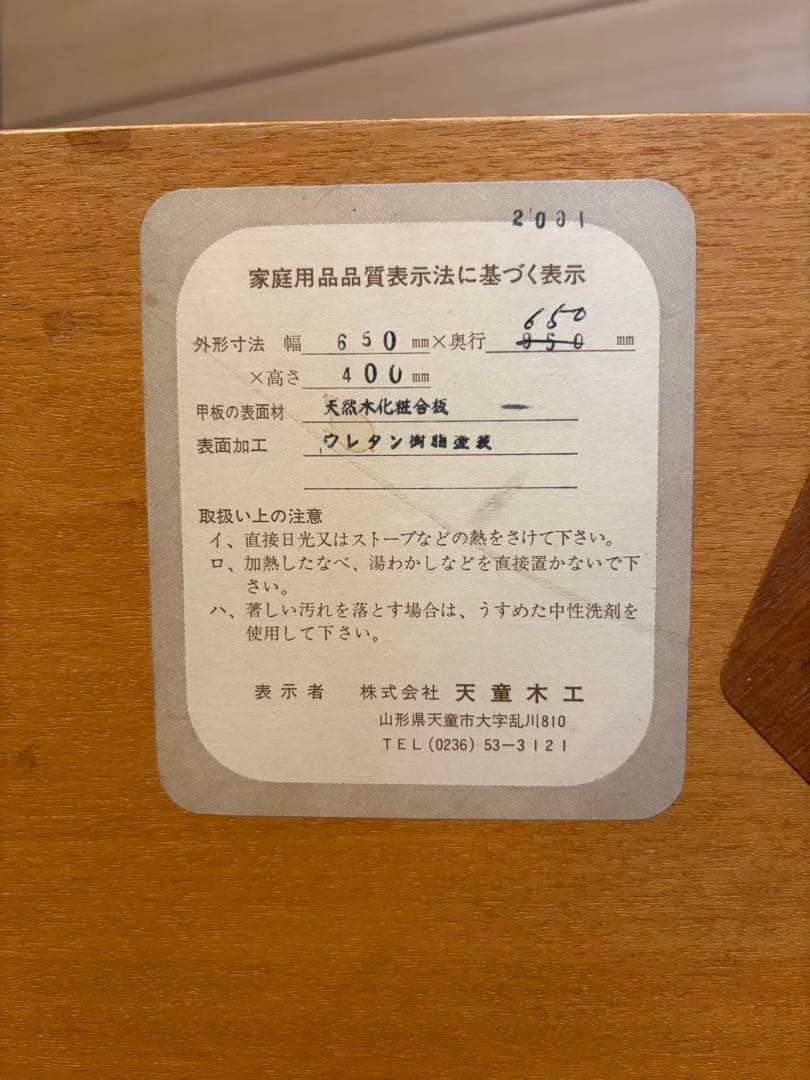 2001
家庭用品品質表示法に基づく表示
外形寸法 幅 650 mm×奥行 650 mm
×高さ 400 mm
甲板の表面材 天然木化粧合板
表面加工 ウレタン樹脂塗装
取扱い上の注意
イ、直接日光又はストーブなどの熱をさけて下さい。
ロ、加熱したなべ、湯わかしなどを直接置かないで下
さい。
ハ、著しい汚れを落とす場合は、うすめた中性洗剤を
使用して下さい。
表示者 株式会社 天童木工
山形県天童市大字乱川810
TEL(0236)53-3121